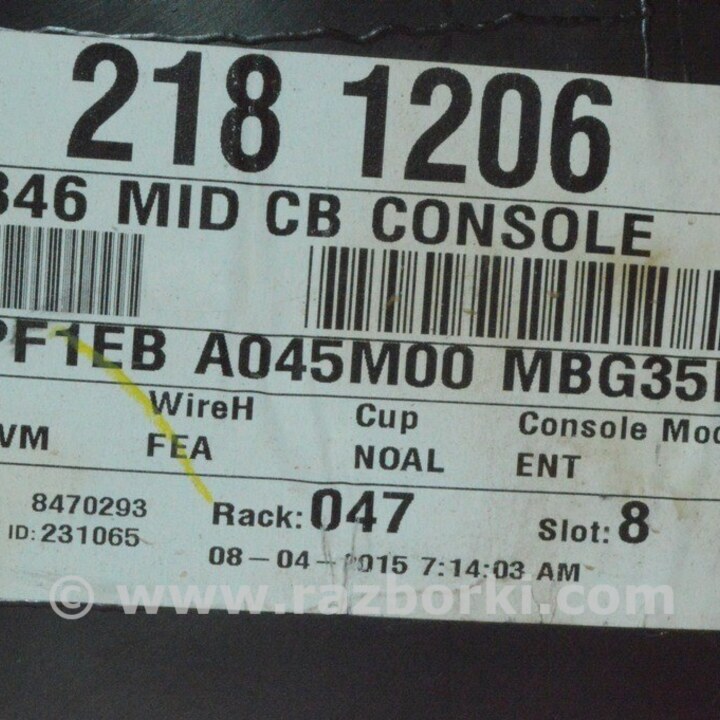 218 1206
346 MID CB CONSOLE
PF1EB A045M00 MBG35
WireH Cup Console Mod
VM FEA NOAL ENT
8470293 Rack: 047 Slot: 8
ID: 231065
08-04-2015 7:14:03 AM
© www.razborki.com